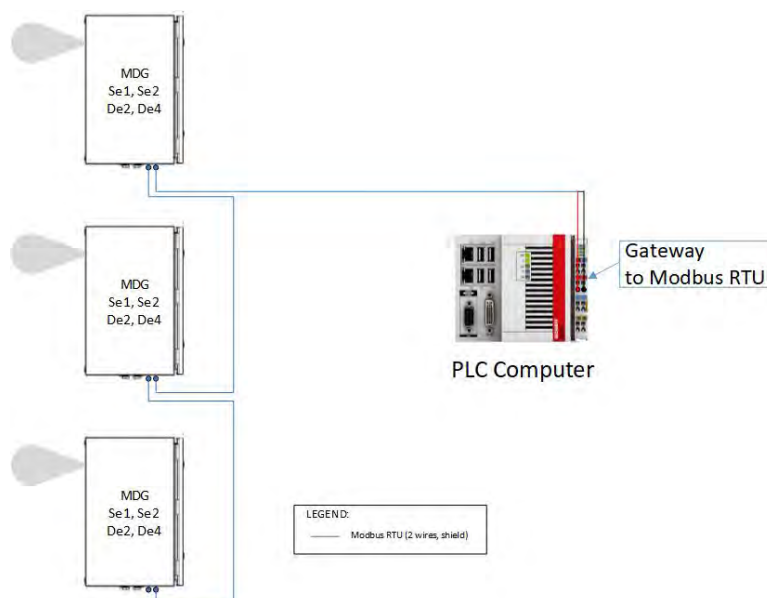 MDG
Se1, Se2
De2, De4
MDG
Se1, Se2
De2, De4
Gateway
to Modbus RTU
PLC Computer
MDG
Se1, Se2
De2, De4
LEGEND:
Modbus RTU (2 wires, shield)